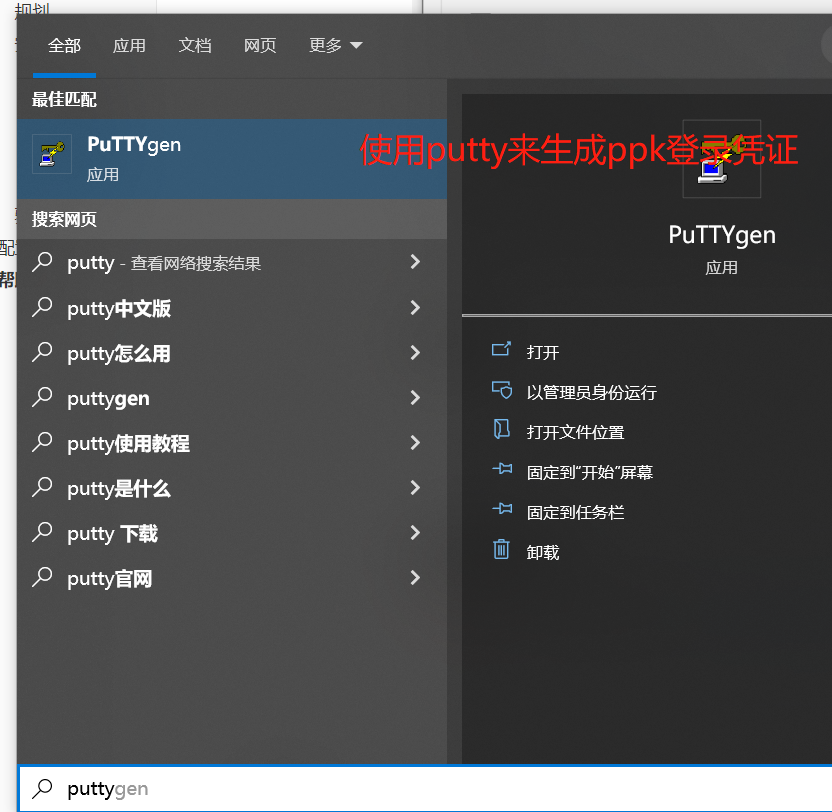 规划
全部 应用 文档 网页 更多
最佳匹配
PuTTYgen
应用
使用putty来生成ppk登录凭证
搜索网页
putty - 查看网络搜索结果
putty中文版
putty怎么用
puttygen
putty使用教程
putty是什么
putty 下载
putty官网
PuTTYgen
应用
打开
以管理员身份运行
打开文件位置
固定到“开始”屏幕
固定到任务栏
卸载
puttygen